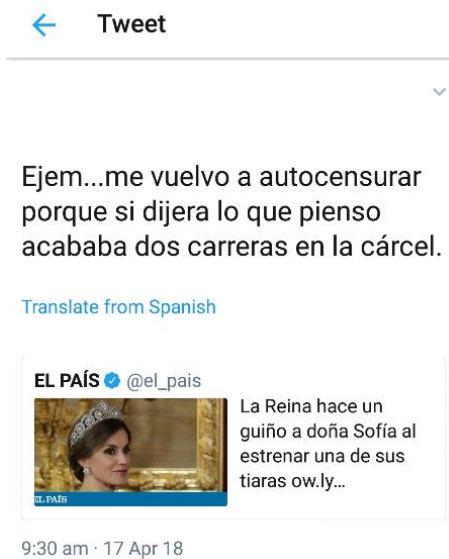 Tweet
Ejem...me vuelvo a autocensurar
porque si dijera lo que pienso
acababa dos carreras en la cárcel.
Translate from Spanish
EL PAÍS @el_pais
La Reina hace un
guiño a doña Sofía al
estrenar una de sus
tiaras ow.ly...
EL PAÍS
9:30 am · 17 Apr 18